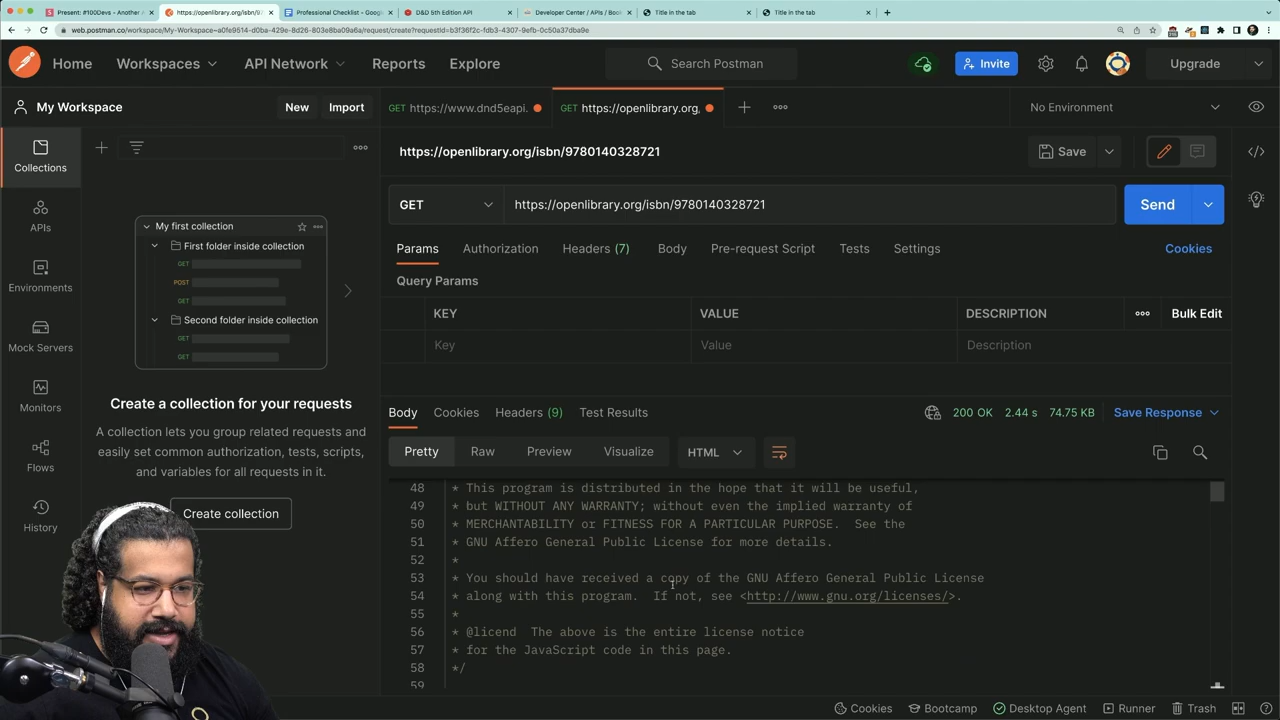 Present: #100Devs - Another A
https://openlibrary.org/isbn/97
Professional Checklist - Googl
D&D 5th Edition API
Developer Center / APIs / Boo
Title in the tab
Title in the tab
web.postman.co/workspace/My-Workspace~a0fe9514-d0ba-429e-8d26-803e8ba09a6a/request/create?requestId=b3f36f2c-fdb3-4307-9efb-0c50a37dba9e
Home Workspaces API Network Reports Explore Search Postman Invite Upgrade
My Workspace New Import GET https://www.dnd5eapi. GET https://openlibrary.org, No Environment
https://openlibrary.org/isbn/9780140328721 Save
Collections
APIs
Environments
Mock Servers
Monitors
Flows
History
My first collection
First folder inside collection
GET
POST
GET
Second folder inside collection
GET
GET
Create a collection for your requests
A collection lets you group related requests and
easily set common authorization, tests, scripts,
and variables for all requests in it.
Create collection
GET https://openlibrary.org/isbn/9780140328721 Send
Params Authorization Headers (7) Body Pre-request Script Tests Settings Cookies
Query Params
KEY VALUE DESCRIPTION Bulk Edit
Key Value Description
Body Cookies Headers (9) Test Results 200 OK 2.44 s 74.75 KB Save Response
Pretty Raw Preview Visualize HTML
48 * This program is distributed in the hope that it will be useful,
49 * but WITHOUT ANY WARRANTY; without even the implied warranty of
50 * MERCHANTABILITY or FITNESS FOR A PARTICULAR PURPOSE. See the
51 * GNU Affero General Public License for more details.
52 *
53 * You should have received a copy of the GNU Affero General Public License
54 * along with this program. If not, see <http://www.gnu.org/licenses/>.
55 *
56 * @licend The above is the entire license notice
57 * for the JavaScript code in this page.
58 */
59
Cookies Bootcamp Desktop Agent Runner Trash